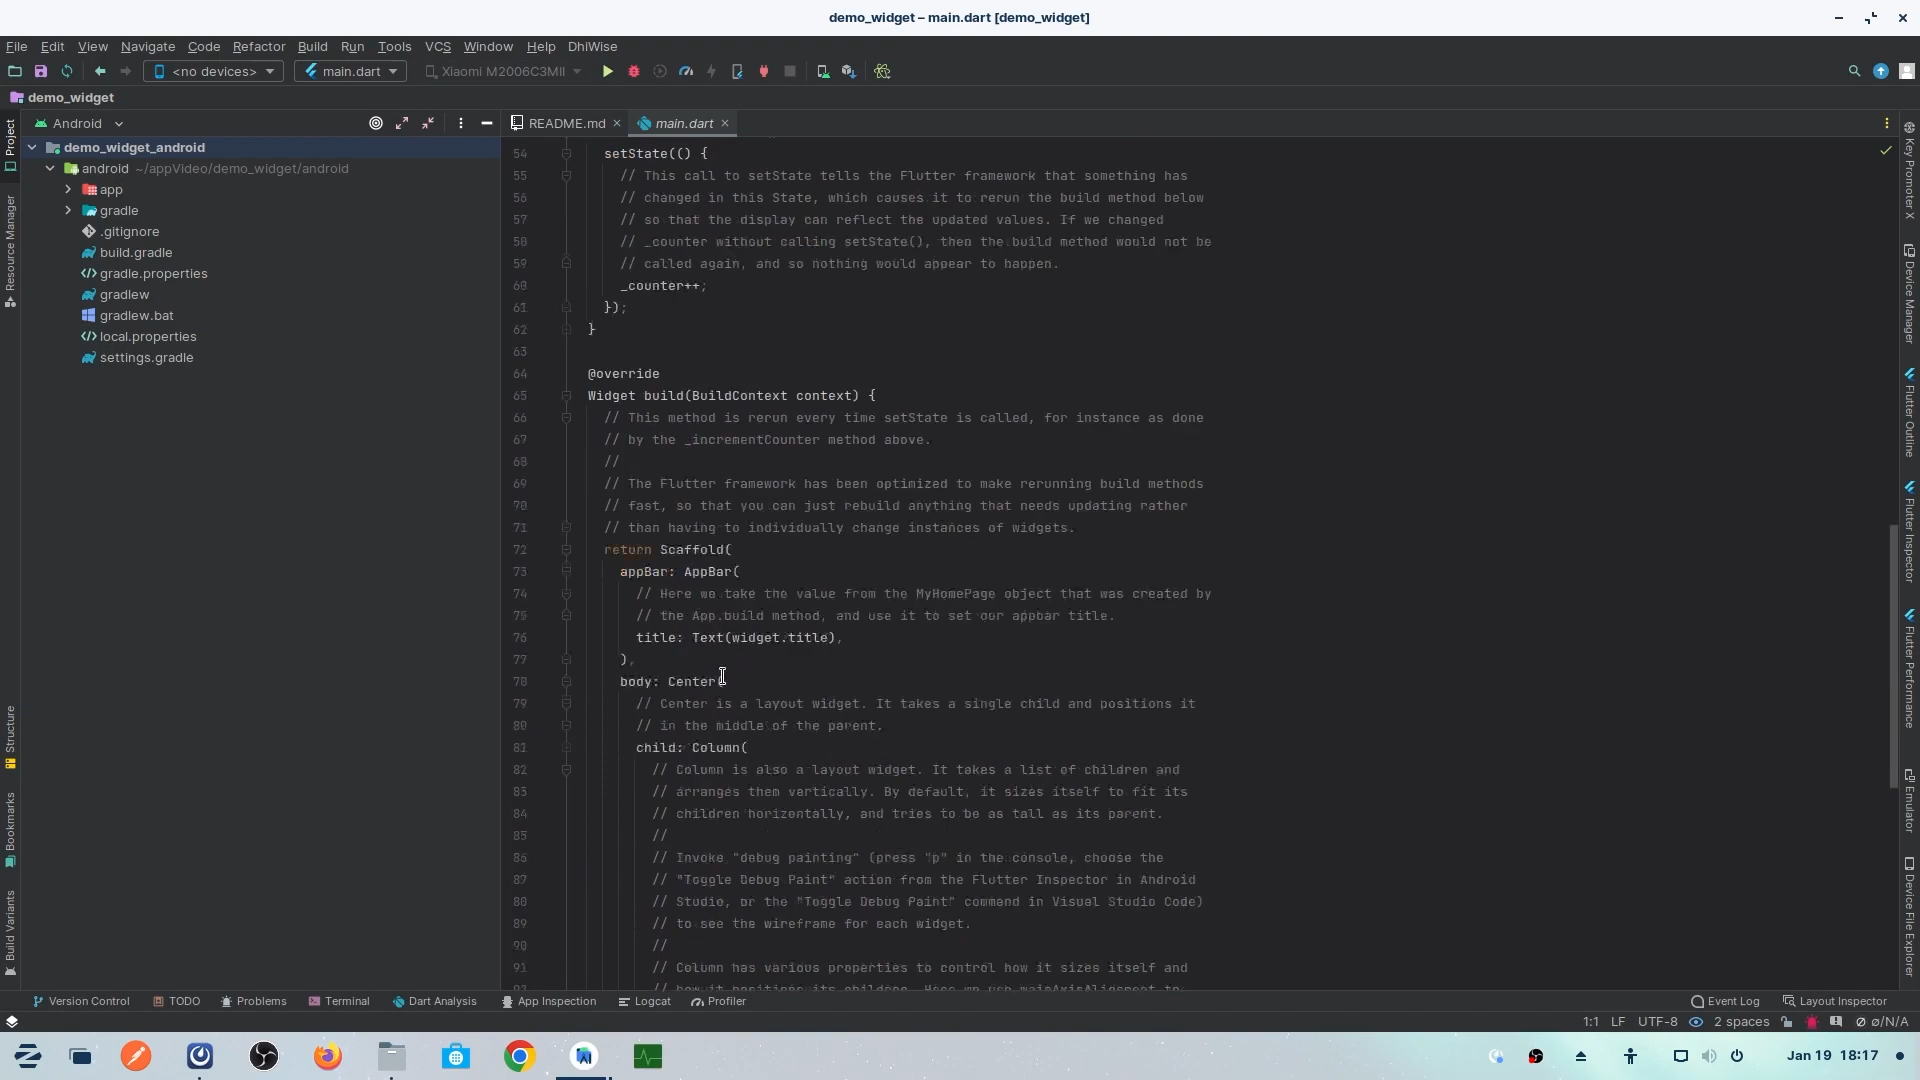 demo_widget – main.dart [demo_widget]
File Edit View Navigate Code Refactor Build Run Tools VCS Window Help DhiWise
<no devices> main.dart Xiaomi M2006C3MII
demo_widget
Project
Resource Manager
Structure
Bookmarks
Build Variants
Android
demo_widget_android
android ~/appVideo/demo_widget/android
app
gradle
.gitignore
build.gradle
gradle.properties
gradlew
gradlew.bat
local.properties
settings.gradle
README.md main.dart
54 setState(() {
55 // This call to setState tells the Flutter framework that something has
56 // changed in this State, which causes it to rerun the build method below
57 // so that the display can reflect the updated values. If we changed
58 // _counter without calling setState(), then the build method would not be
59 // called again, and so nothing would appear to happen.
60 _counter++;
61 });
62 }
63
64 @override
65 Widget build(BuildContext context) {
66 // This method is rerun every time setState is called, for instance as done
67 // by the _incrementCounter method above.
68 //
69 // The Flutter framework has been optimized to make rerunning build methods
70 // fast, so that you can just rebuild anything that needs updating rather
71 // than having to individually change instances of widgets.
72 return Scaffold(
73 appBar: AppBar(
74 // Here we take the value from the MyHomePage object that was created by
75 // the App.build method, and use it to set our appbar title.
76 title: Text(widget.title),
77 ),
78 body: Center(
79 // Center is a layout widget. It takes a single child and positions it
80 // in the middle of the parent.
81 child: Column(
82 // Column is also a layout widget. It takes a list of children and
83 // arranges them vertically. By default, it sizes itself to fit its
84 // children horizontally, and tries to be as tall as its parent.
85 //
86 // Invoke "debug painting" (press "p" in the console, choose the
87 // "Toggle Debug Paint" action from the Flutter Inspector in Android
88 // Studio, or the "Toggle Debug Paint" command in Visual Studio Code)
89 // to see the wireframe for each widget.
90 //
91 // Column has various properties to control how it sizes itself and
92 // how it positions its children. Here we use mainAxisAlignment to
Key Promoter X
Device Manager
Flutter Outline
Flutter Inspector
Flutter Performance
Emulator
Device File Explorer
Version Control TODO Problems Terminal Dart Analysis App Inspection Logcat Profiler Event Log Layout Inspector
1:1 LF UTF-8 2 spaces ø/N/A
Jan 19 18:17